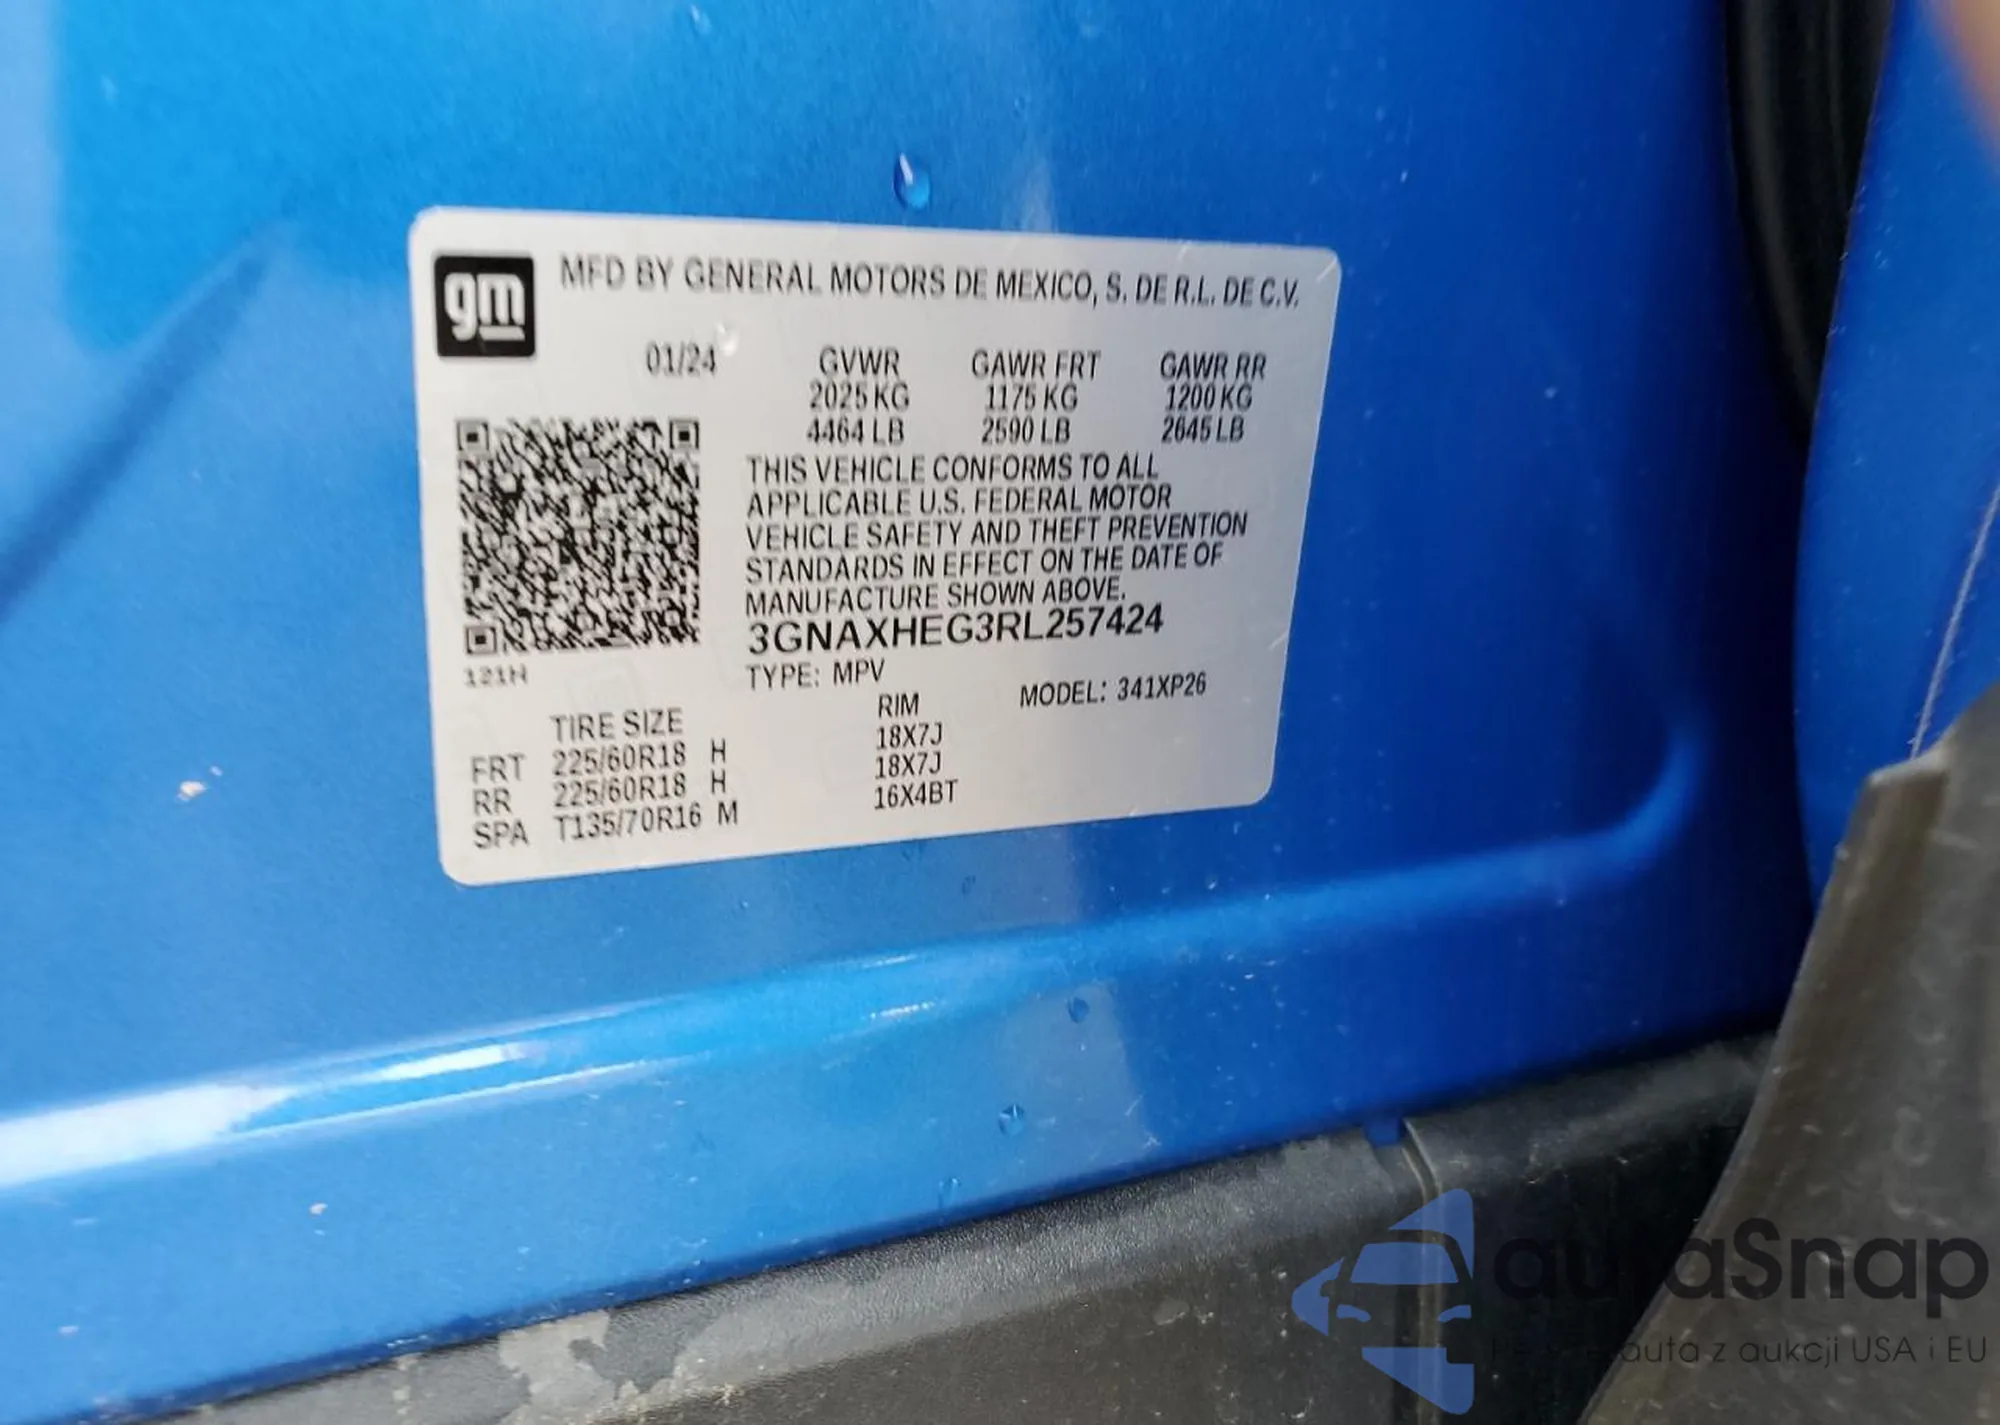 gm
MFD BY GENERAL MOTORS DE MEXICO, S. DE R.L. DE C.V.
01/24 GVWR GAWR FRT GAWR RR
2025 KG 1175 KG 1200 KG
4464 LB 2590 LB 2645 LB
THIS VEHICLE CONFORMS TO ALL
APPLICABLE U.S. FEDERAL MOTOR
VEHICLE SAFETY AND THEFT PREVENTION
STANDARDS IN EFFECT ON THE DATE OF
MANUFACTURE SHOWN ABOVE.
3GNAXHEG3RL257424
121H
TYPE: MPV MODEL: 341XP26
TIRE SIZE RIM
FRT 225/60R18 H 18X7J
RR 225/60R18 H 18X7J
SPA T135/70R16 M 16X4BT
autaSnap
auta z aukcji USA i EU